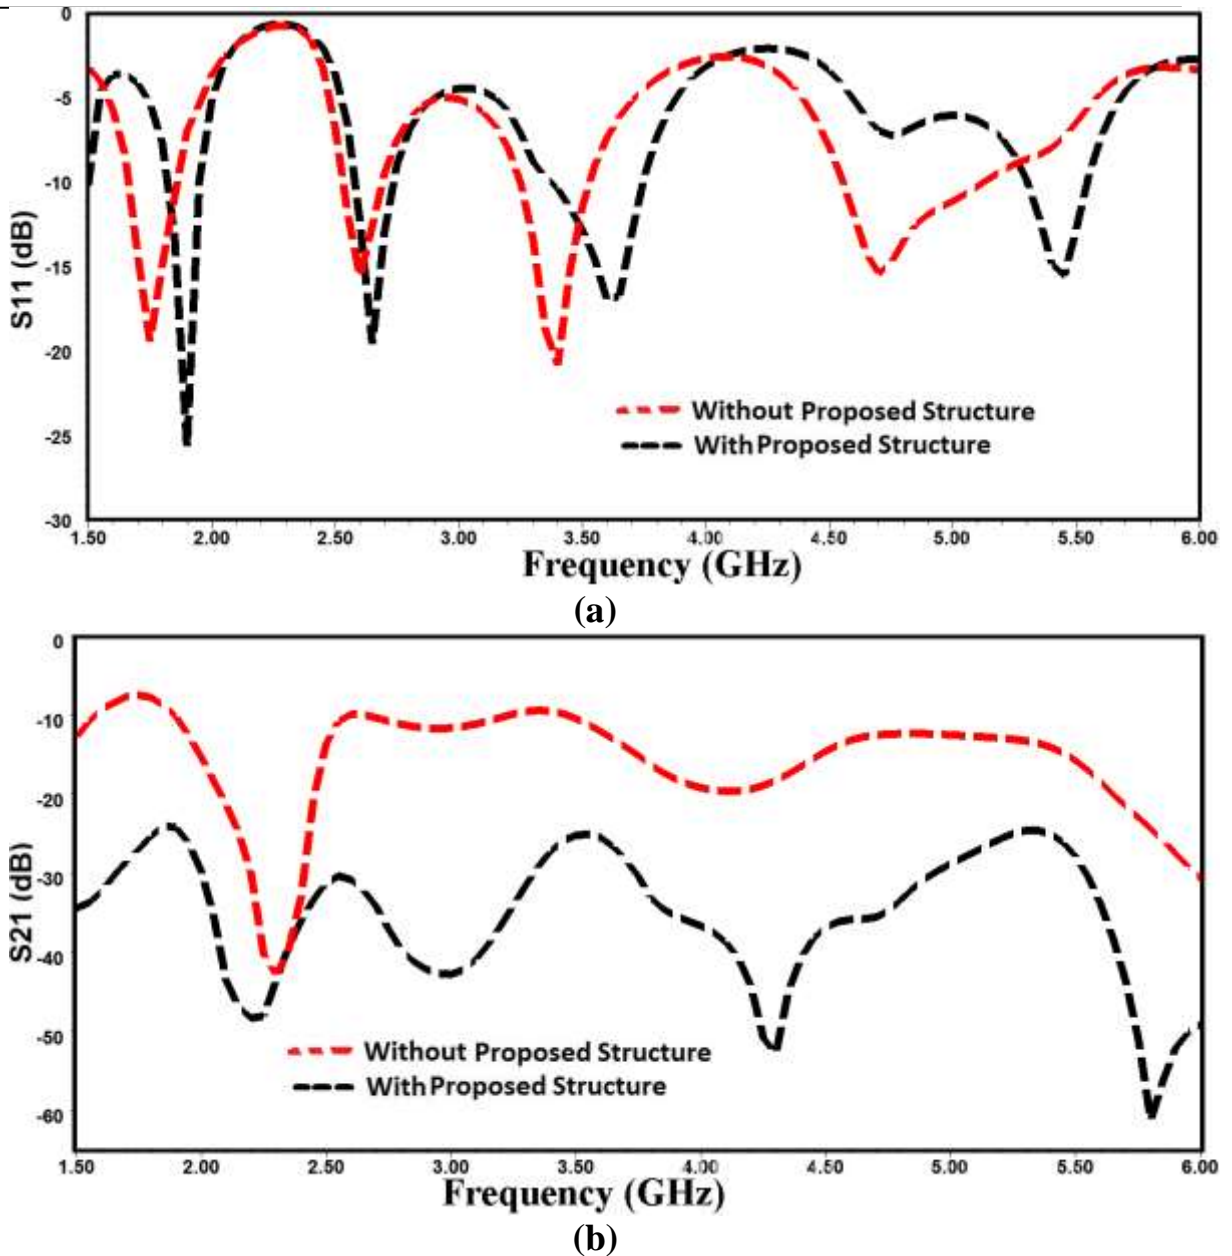 0
-5
-10
-15
-20
-25
-30
S11 (dB)
Without Proposed Structure
With Proposed Structure
1.50 2.00 2.50 3.00 3.50 4.00 4.50 5.00 5.50 6.00
Frequency (GHz)
(a)
0
-10
-20
-30
-40
-50
-60
S21 (dB)
Without Proposed Structure
With Proposed Structure
1.50 2.00 2.50 3.00 3.50 4.00 4.50 5.00 5.50 6.00
Frequency (GHz)
(b)